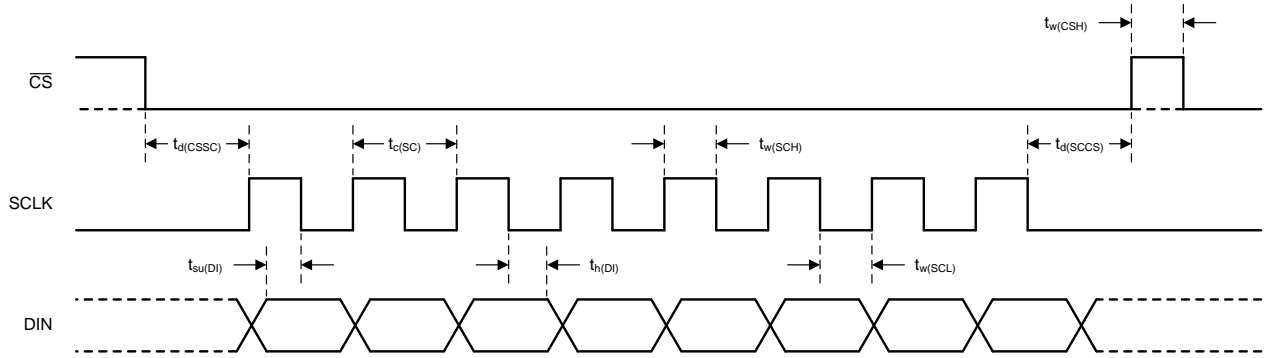 tw(CSH)
CS
td(CSSC)
tc(SC)
tw(SCH)
td(SCCS)
SCLK
tsu(DI)
th(DI)
tw(SCL)
DIN